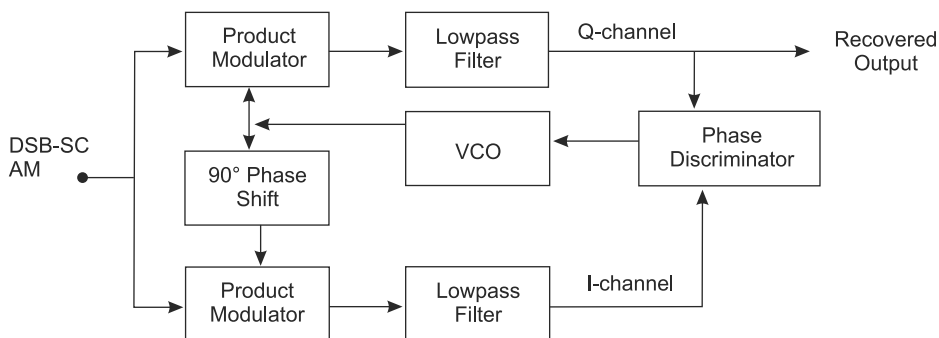 Product
Modulator
Lowpass
Filter
Q-channel
Recovered
Output
DSB-SC
AM
90° Phase
Shift
VCO
Phase
Discriminator
Product
Modulator
Lowpass
Filter
I-channel